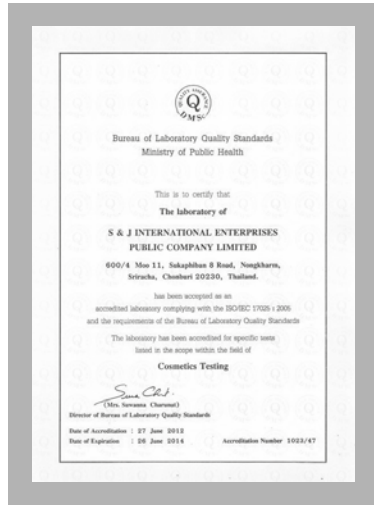 QUALITY ASSURANCE
Q
DMSc
Bureau of Laboratory Quality Standards
Ministry of Public Health
This is to certify that
The laboratory of
S & J INTERNATIONAL ENTERPRISES
PUBLIC COMPANY LIMITED
600/4 Moo 11, Sukaphiban 8 Road, Nongkharm,
Sriracha, Chonburi 20230, Thailand.
has been accepted as an
accredited laboratory complying with the ISO/IEC 17025 : 2005
and the requirements of the Bureau of Laboratory Quality Standards
The laboratory has been accredited for specific tests
listed in the scope within the field of
Cosmetics Testing
(Mrs. Suwanna Charunut)
Director of Bureau of Laboratory Quality Standards
Date of Accreditation : 27 June 2012
Date of Expiration : 26 June 2014 Accreditation Number 1023/47